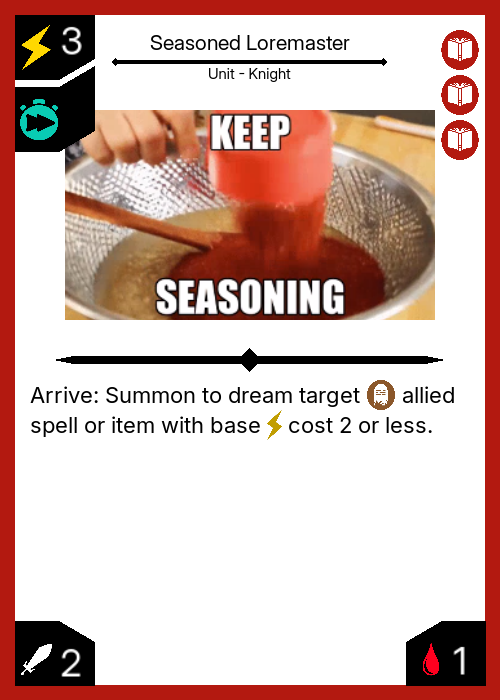 3
Seasoned Loremaster
Unit - Knight
KEEP
SEASONING
Arrive: Summon to dream target allied
spell or item with base cost 2 or less.
2
1